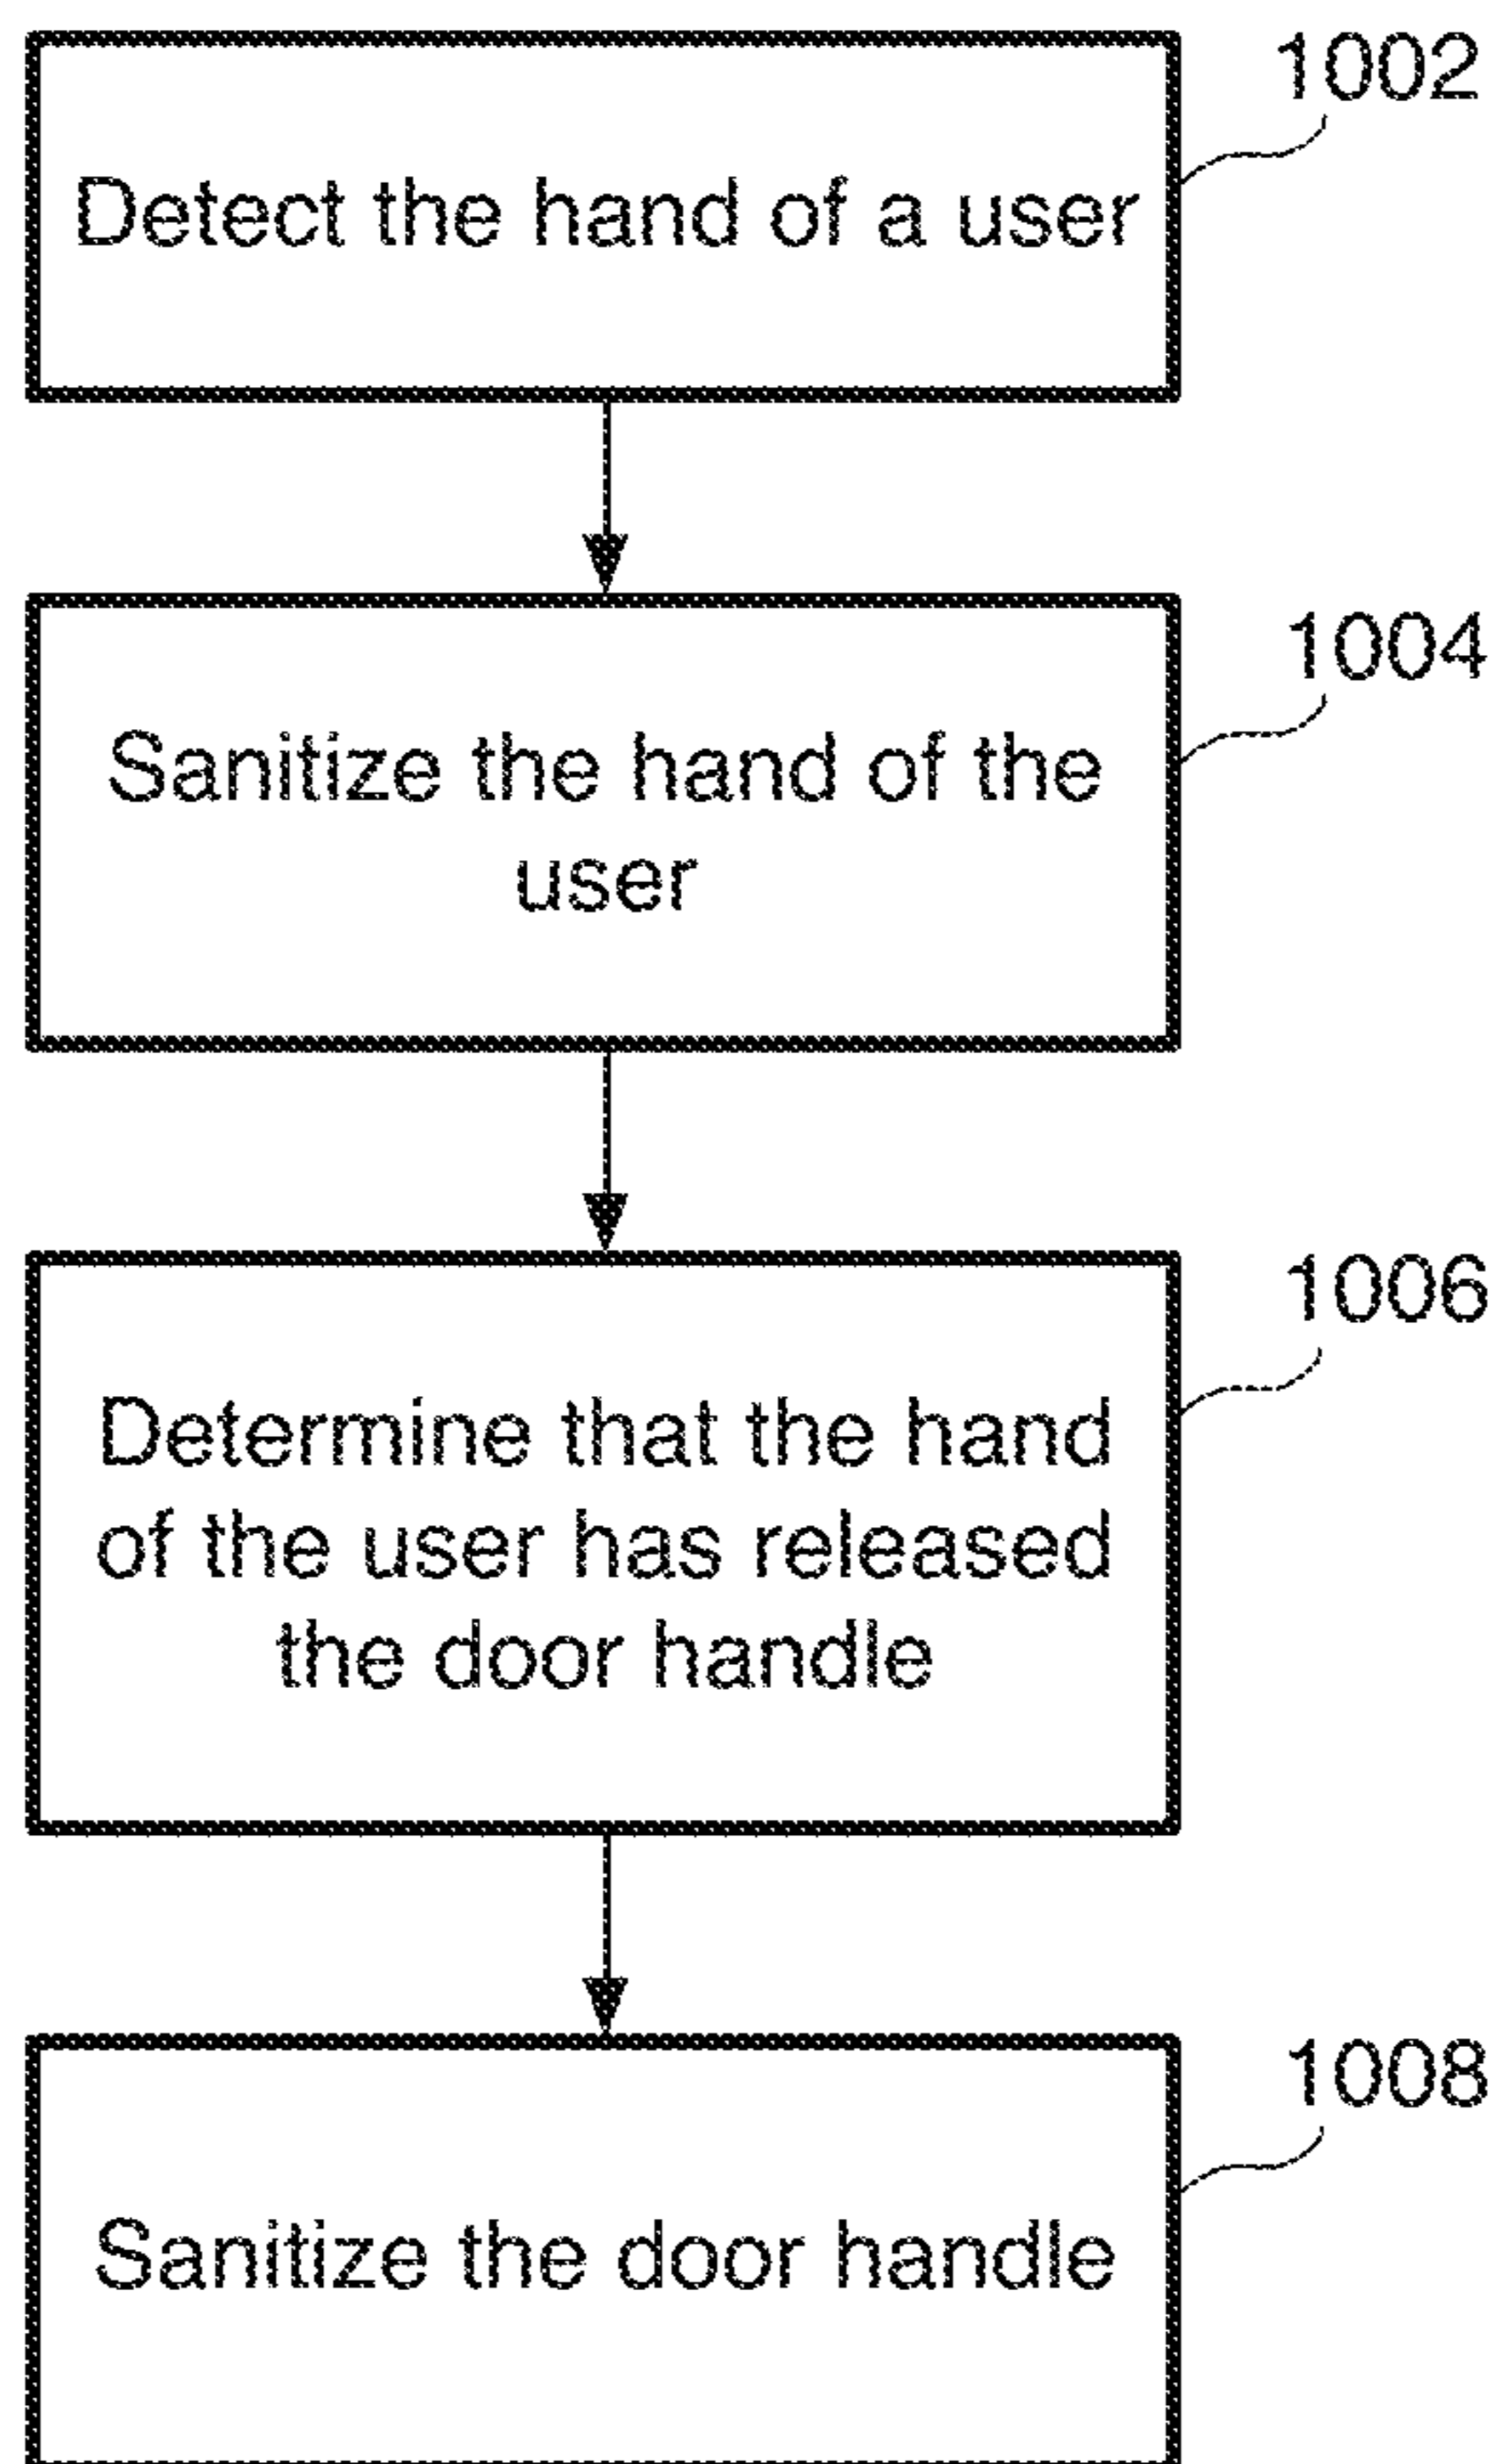 1002
Detect the hand of a user
1004
Sanitize the hand of the
user
1006
Determine that the hand
of the user has released
the door handle
1008
Sanitize the door handle